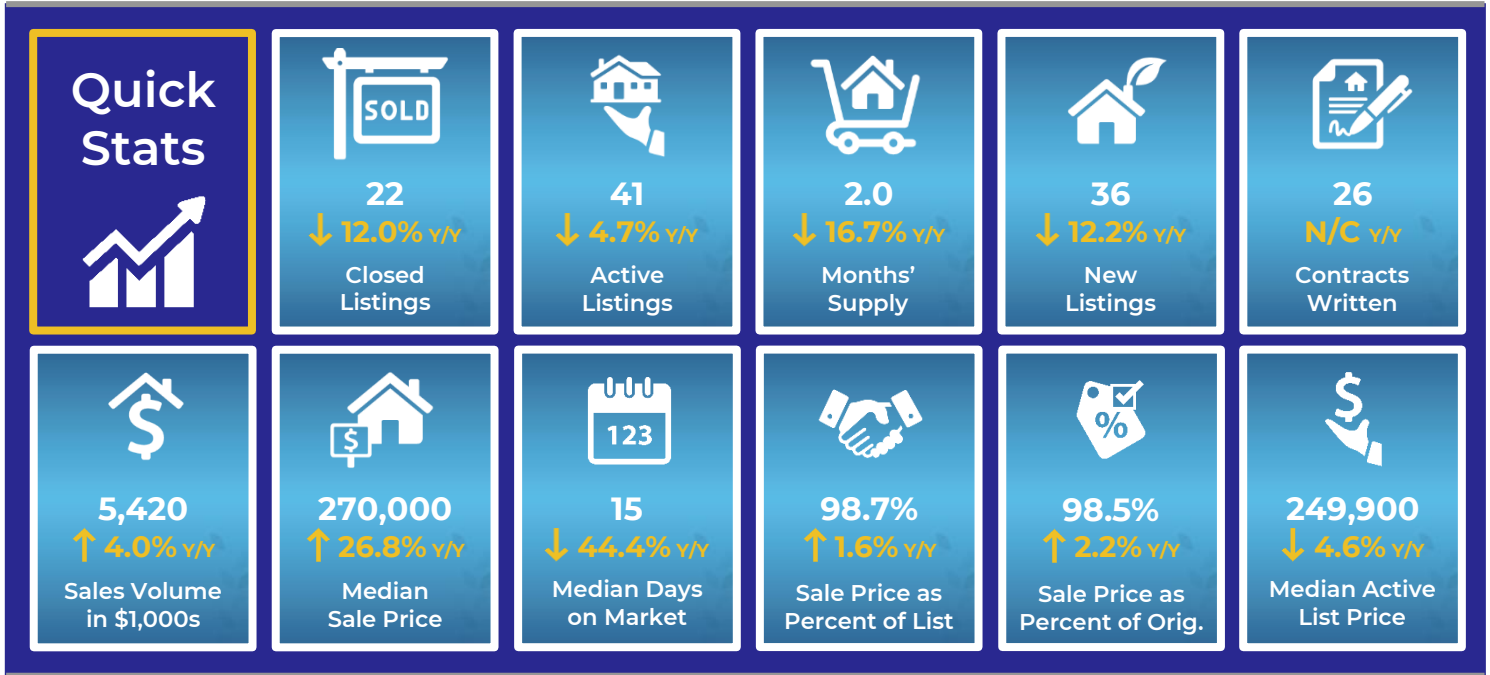 Quick
Stats
SOLD
22
↓ 12.0% Y/Y
Closed
Listings
41
↓ 4.7% Y/Y
Active
Listings
2.0
↓ 16.7% Y/Y
Months’
Supply
36
↓ 12.2% Y/Y
New
Listings
26
N/C Y/Y
Contracts
Written
$
5,420
↑ 4.0% Y/Y
Sales Volume
in $1,000s
$
270,000
↑ 26.8% Y/Y
Median
Sale Price
123
15
↓ 44.4% Y/Y
Median Days
on Market
98.7%
↑ 1.6% Y/Y
Sale Price as
Percent of List
%
98.5%
↑ 2.2% Y/Y
Sale Price as
Percent of Orig.
$
249,900
↓ 4.6% Y/Y
Median Active
List Price